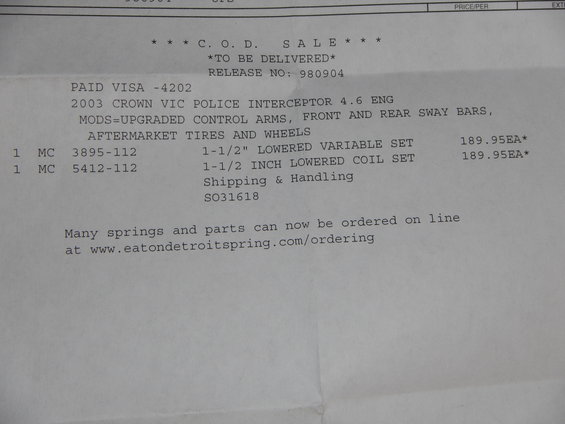 PRICE/PER
* * * C. O. D.   S A L E * * *
*TO BE DELIVERED*
RELEASE NO: 980904
PAID VISA -4202
2003 CROWN VIC POLICE INTERCEPTOR 4.6 ENG
MODS=UPGRADED CONTROL ARMS, FRONT AND REAR SWAY BARS,
AFTERMARKET TIRES AND WHEELS
1 MC 3895-112 1-1/2" LOWERED VARIABLE SET 189.95EA*
1 MC 5412-112 1-1/2 INCH LOWERED COIL SET 189.95EA*
Shipping & Handling
SO31618
Many springs and parts can now be ordered on line
at www.eatondetroitspring.com/ordering